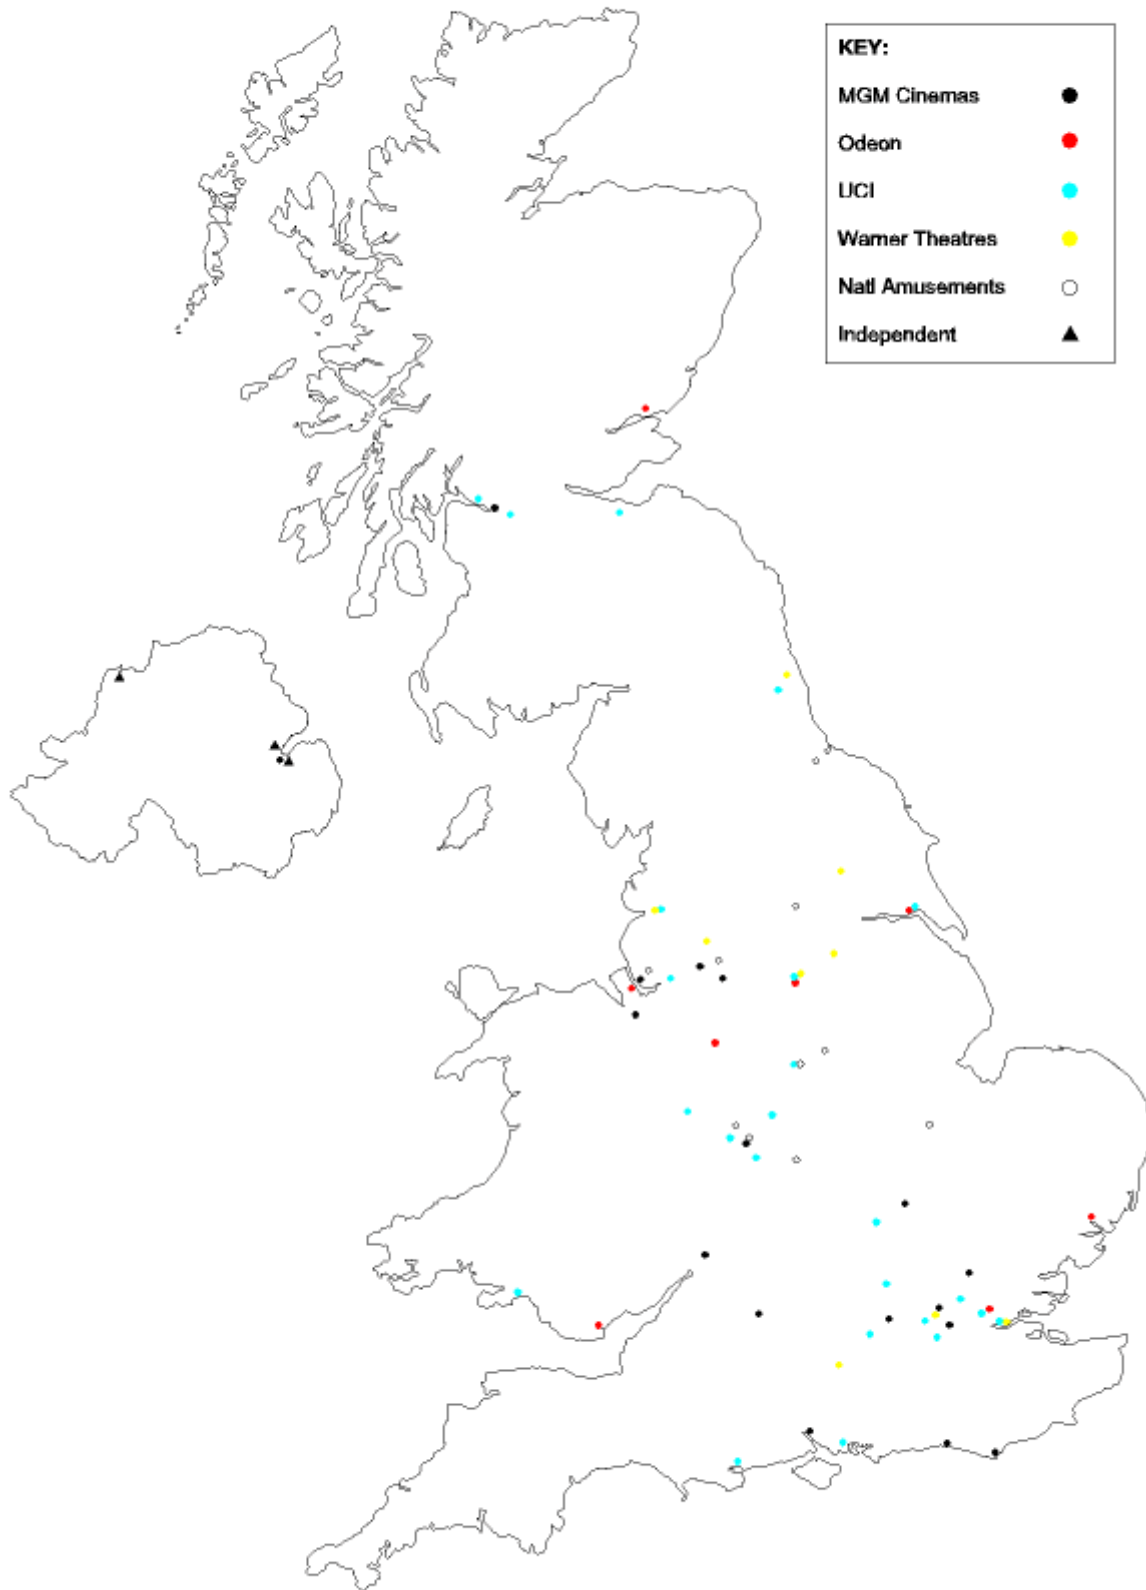 KEY:
MGM Cinemas
Odeon
UCI
Warner Theatres
Natl Amusements
Independent